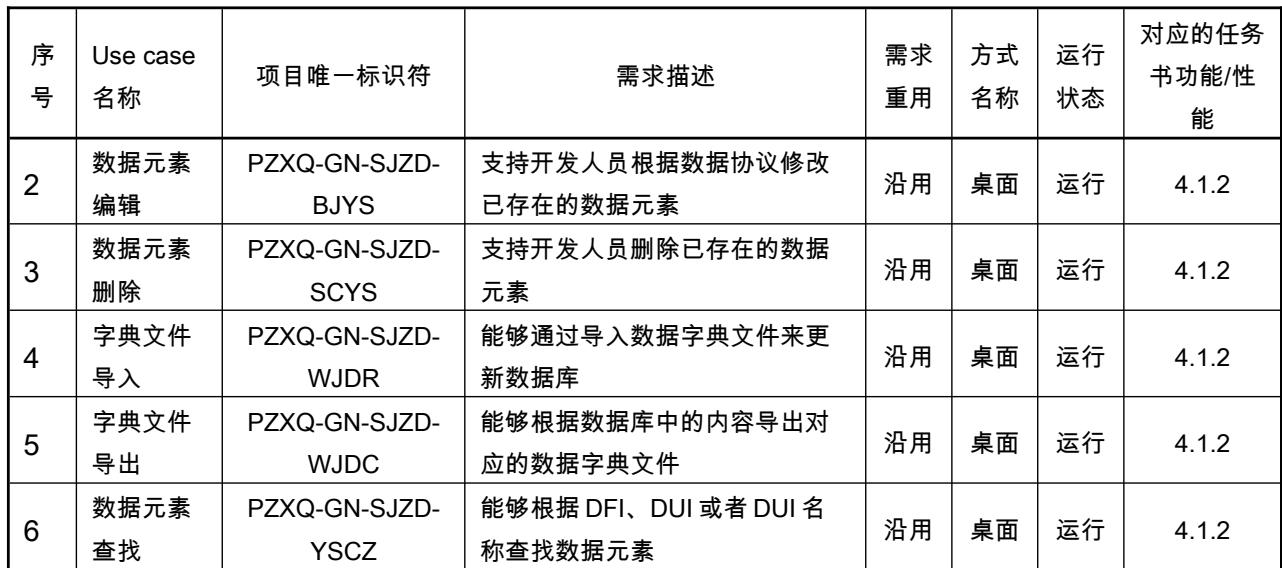 序号 Use case 名称 项目唯一标识符 需求描述 需求重用 方式名称 运行状态 对应的任务书功能/性能
2 数据元素编辑 PZXQ-GN-SJZD-BJYS 支持开发人员根据数据协议修改已存在的数据元素 沿用 桌面 运行 4.1.2
3 数据元素删除 PZXQ-GN-SJZD-SCYS 支持开发人员删除已存在的数据元素 沿用 桌面 运行 4.1.2
4 字典文件导入 PZXQ-GN-SJZD-WJDR 能够通过导入数据字典文件来更新数据库 沿用 桌面 运行 4.1.2
5 字典文件导出 PZXQ-GN-SJZD-WJDC 能够根据数据库中的内容导出对应的数据字典文件 沿用 桌面 运行 4.1.2
6 数据元素查找 PZXQ-GN-SJZD-YSCZ 能够根据 DFI、DUI 或者 DUI 名称查找数据元素 沿用 桌面 运行 4.1.2